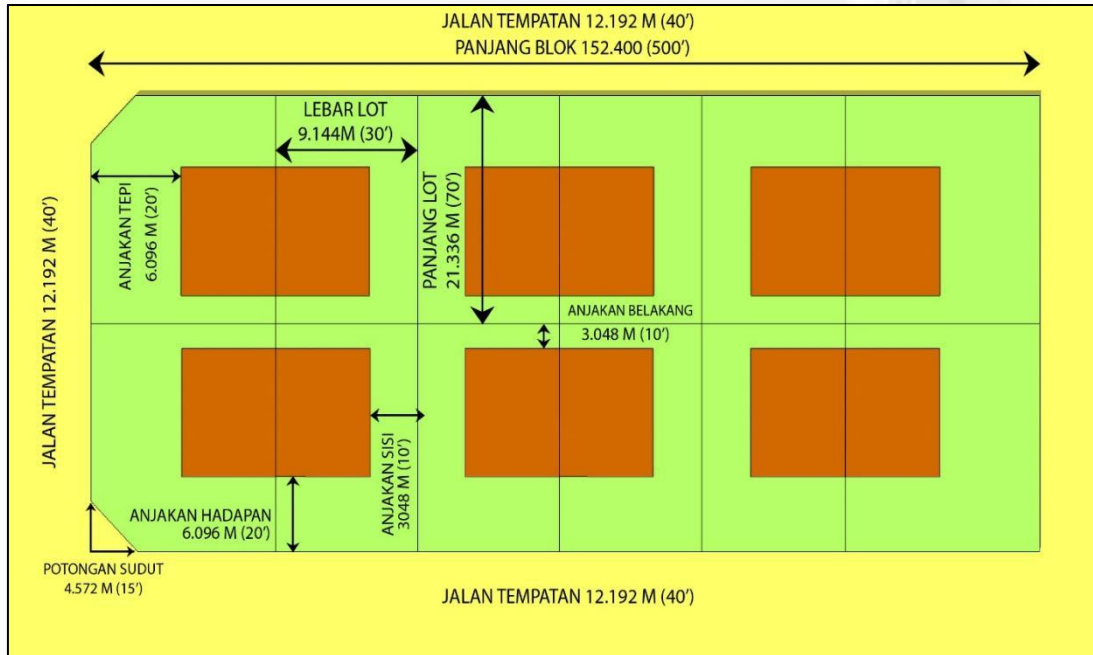 JALAN TEMPATAN 12.192 M (40')
PANJANG BLOK 152.400 (500')
LEBAR LOT
9.144M (30')
PANJANG LOT
21.336 M (70')
ANJAKAN TEPI
6.096 M (20')
JALAN TEMPATAN 12.192 M (40')
ANJAKAN BELAKANG
3.048 M (10')
ANJAKAN SISI
3048 M (10')
ANJAKAN HADAPAN
6.096 M (20')
POTONGAN SUDUT
4.572 M (15')
JALAN TEMPATAN 12.192 M (40')